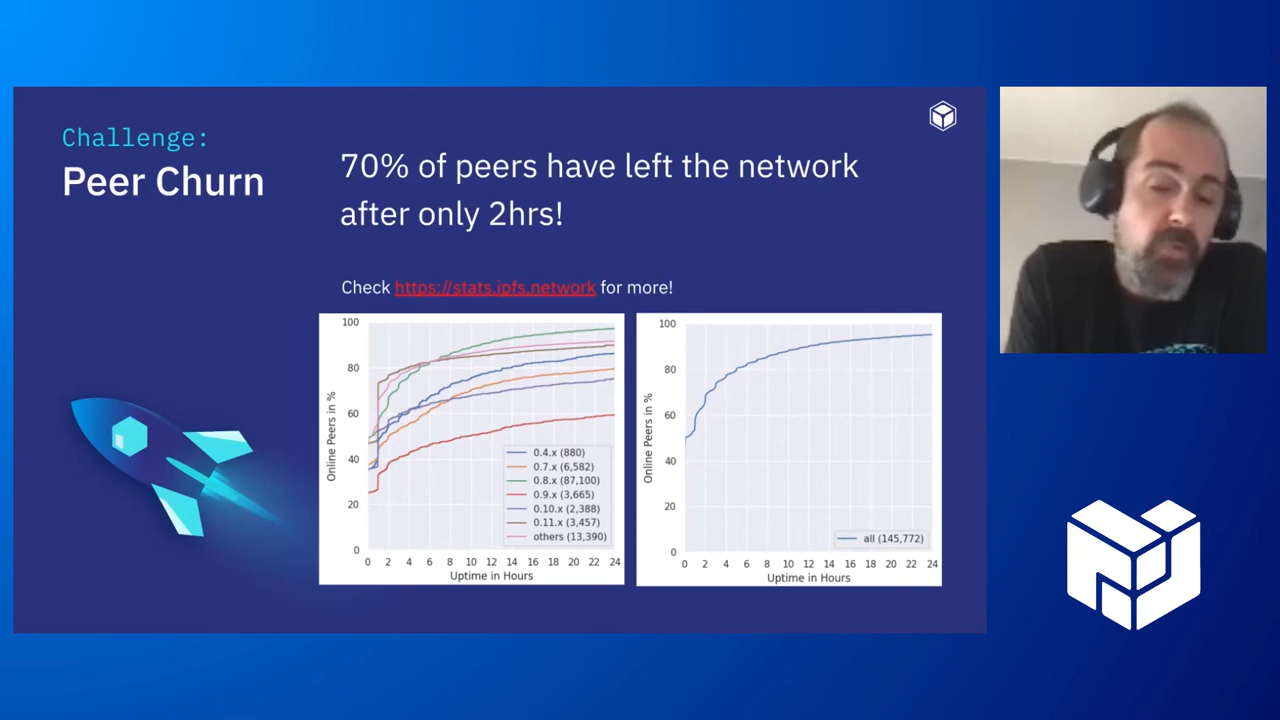 Challenge:
Peer Churn
70% of peers have left the network
after only 2hrs!
Check https://stats.ipfs.network for more!
100
80
60
40
20
0
Online Peers in %
0.4.x (880)
0.7.x (6,582)
0.8.x (87,100)
0.9.x (3,665)
0.10.x (2,388)
0.11.x (3,457)
others (13,390)
0 2 4 6 8 10 12 14 16 18 20 22 24
Uptime in Hours
100
80
60
40
20
0
Online Peers in %
all (145,772)
0 2 4 6 8 10 12 14 16 18 20 22 24
Uptime in Hours